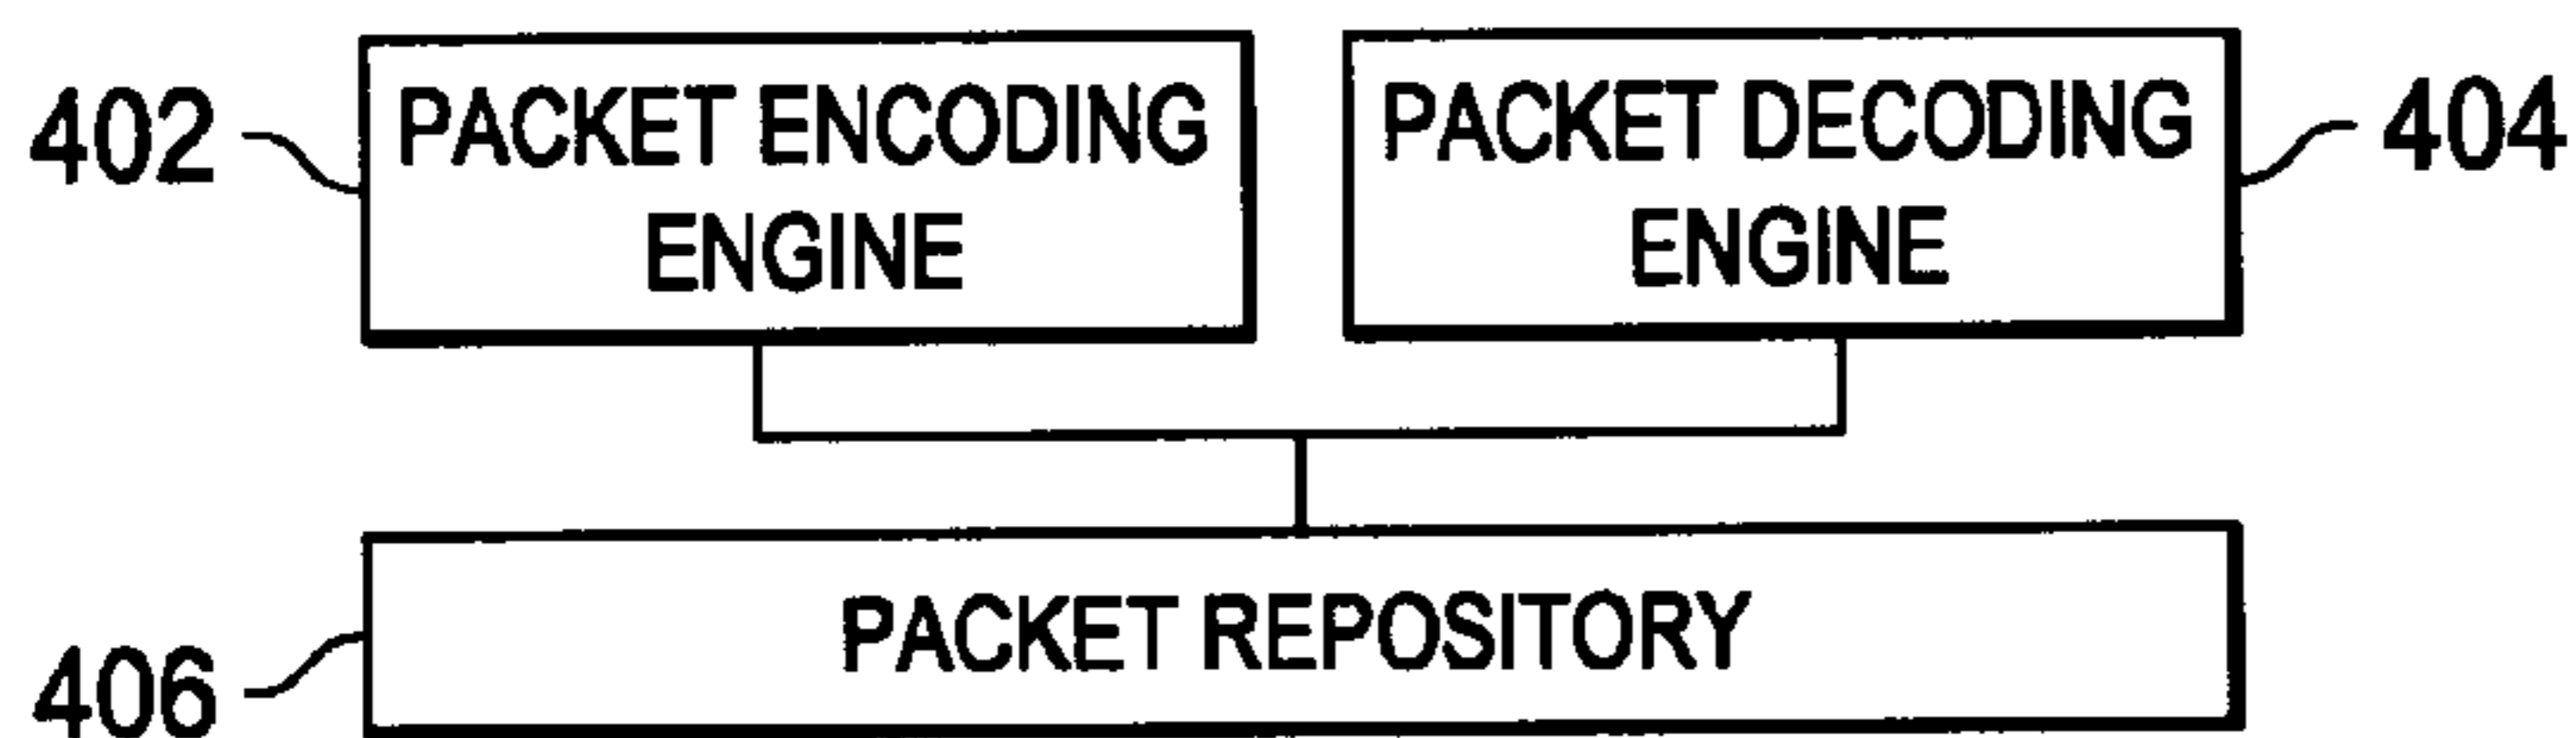 402
PACKET ENCODING
ENGINE
PACKET DECODING
ENGINE
404
406
PACKET REPOSITORY